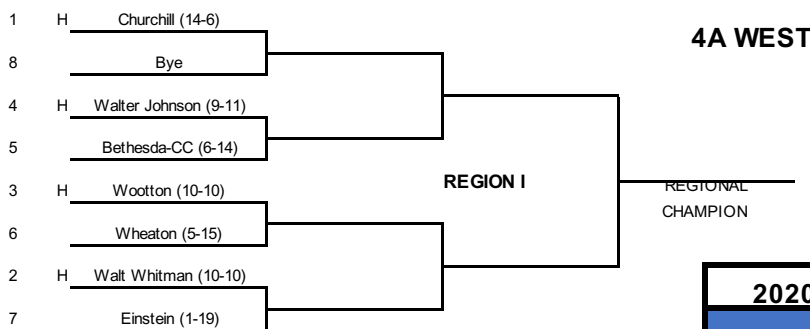 1 H Churchill (14-6)
4A WEST
8 Bye
4 H Walter Johnson (9-11)
5 Bethesda-CC (6-14)
3 H Wootton (10-10)
REGION I
REGIONAL
CHAMPION
6 Wheaton (5-15)
2 H Walt Whitman (10-10)
2020
7 Einstein (1-19)